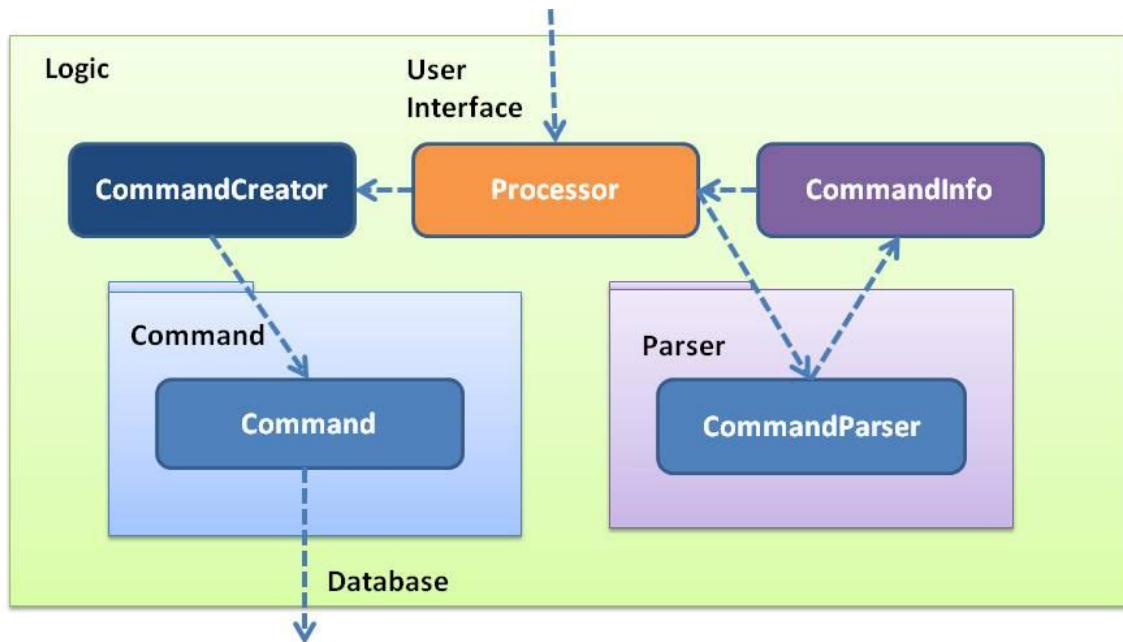 Logic
User
Interface
CommandCreator
Processor
CommandInfo
Command
Parser
Command
CommandParser
Database